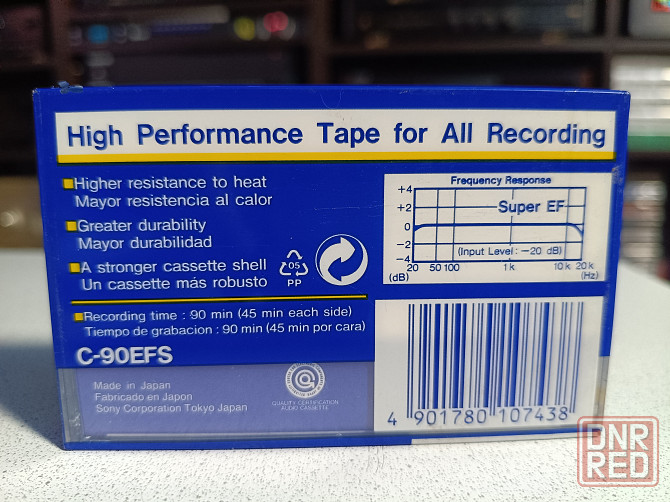 High Performance Tape for All Recording
Higher resistance to heat
Mayor resistencia al calor
Greater durability
Mayor durabilidad
A stronger cassette shell
Un cassette más robusto
05
PP
Recording time : 90 min (45 min each side)
Tiempo de grabacion : 90 min (45 min por cara)
C-90EFS
Made in Japan
Fabricado en Japon
Sony Corporation Tokyo Japan
QUALITY CERTIFICATION
AUDIO CASSETTE
Frequency Response
+4
+2
0
−2
−4
Super EF
(Input Level : −20 dB)
20 50 100 1k 10k 20k
(dB) (Hz)
4 901780 107438
DNR
RED